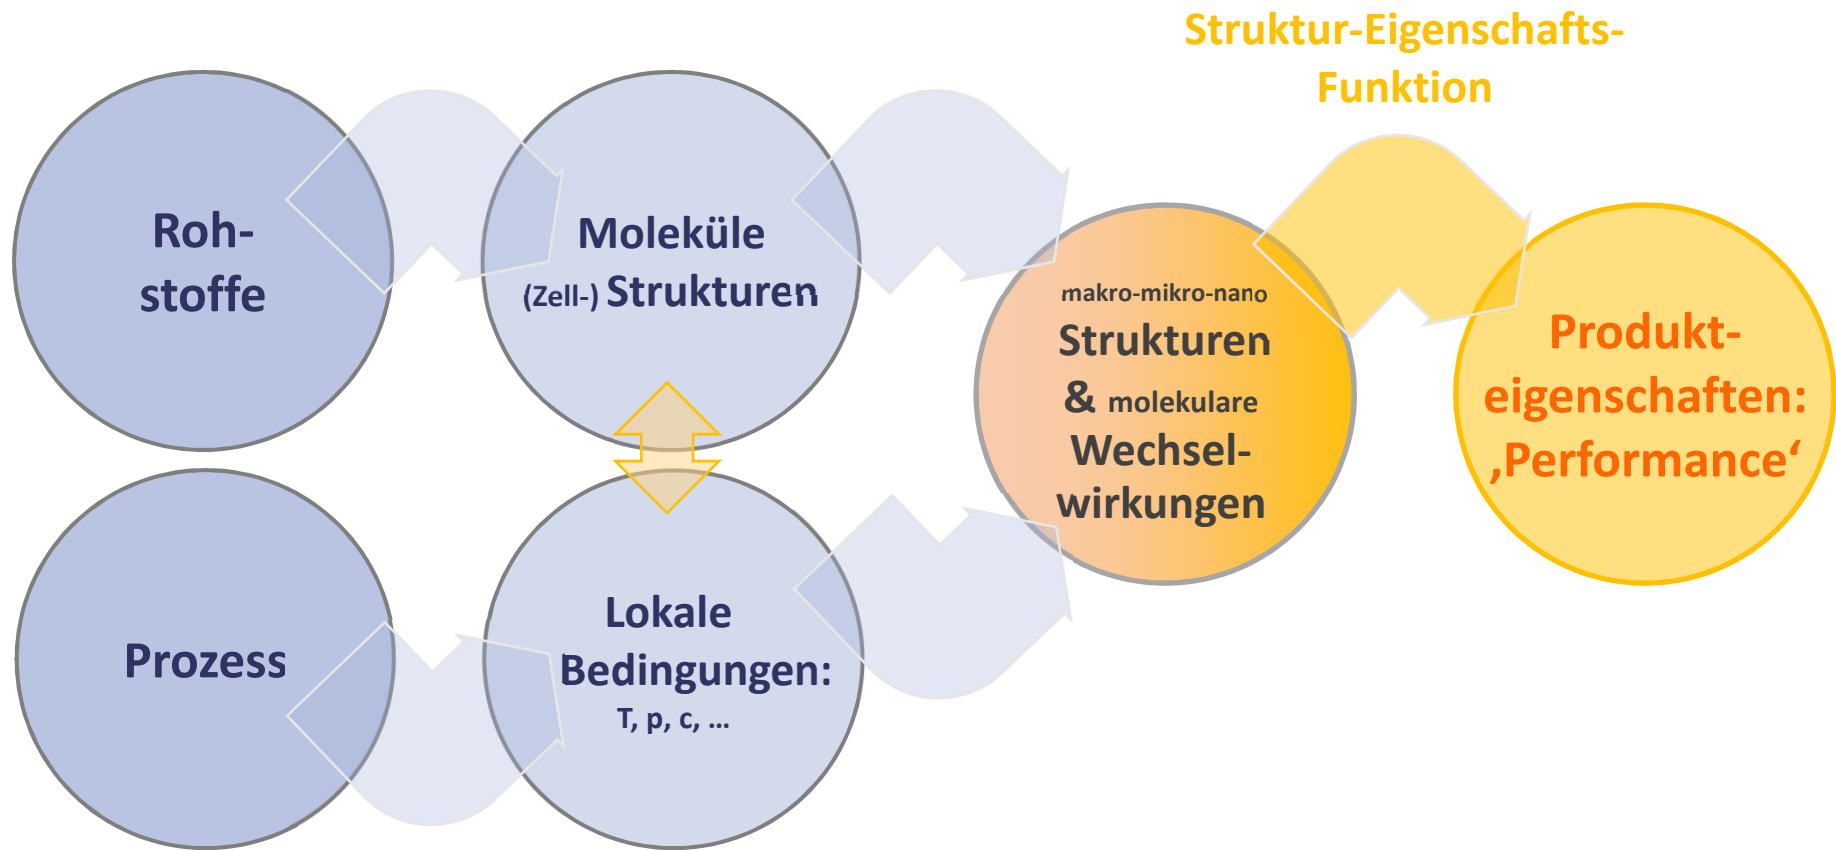 Struktur-Eigenschafts-
Funktion
Roh-
stoffe
Moleküle
(Zell-) Strukturen
makro-mikro-nano
Strukturen
& molekulare
Wechsel-
wirkungen
Produkt-
eigenschaften:
‚Performance‘
Prozess
Lokale
Bedingungen:
T, p, c, ...